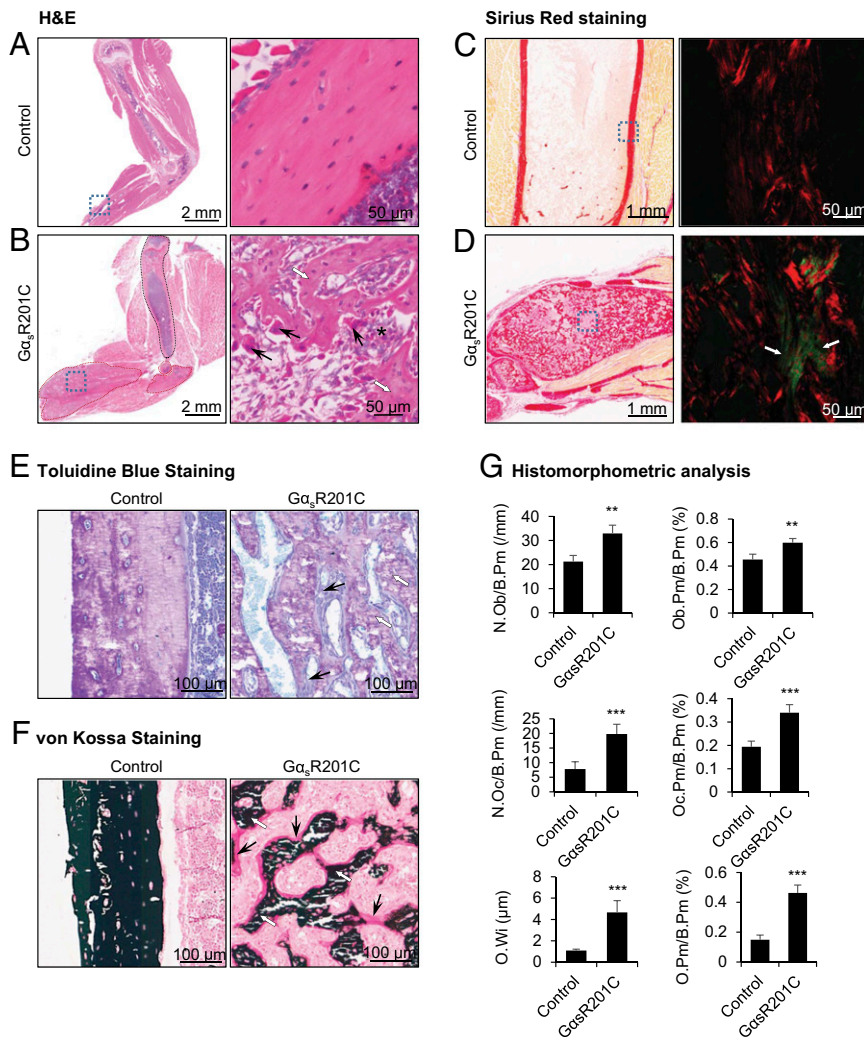 H&E
Sirius Red staining
A
Control
2 mm
50 µm
C
Control
1 mm
50 µm
B
GαsR201C
2 mm
*
50 µm
D
GαsR201C
1 mm
50 µm
E Toluidine Blue Staining
Control
GαsR201C
100 µm
100 µm
F von Kossa Staining
Control
GαsR201C
100 µm
100 µm
G Histomorphometric analysis
N.Ob/B.Pm (/mm)
40
30
20
10
0
**
Control
GαsR201C
Ob.Pm/B.Pm (%)
0.8
0.6
0.4
0.2
0
**
Control
GαsR201C
N.Oc/B.Pm (/mm)
25
20
15
10
5
0
***
Control
GαsR201C
Oc.Pm/B.Pm (%)
0.4
0.3
0.2
0.1
0
***
Control
GαsR201C
O.Wi (µm)
8
6
4
2
0
***
Control
GαsR201C
O.Pm/B.Pm (%)
0.6
0.4
0.2
0
***
Control
GαsR201C